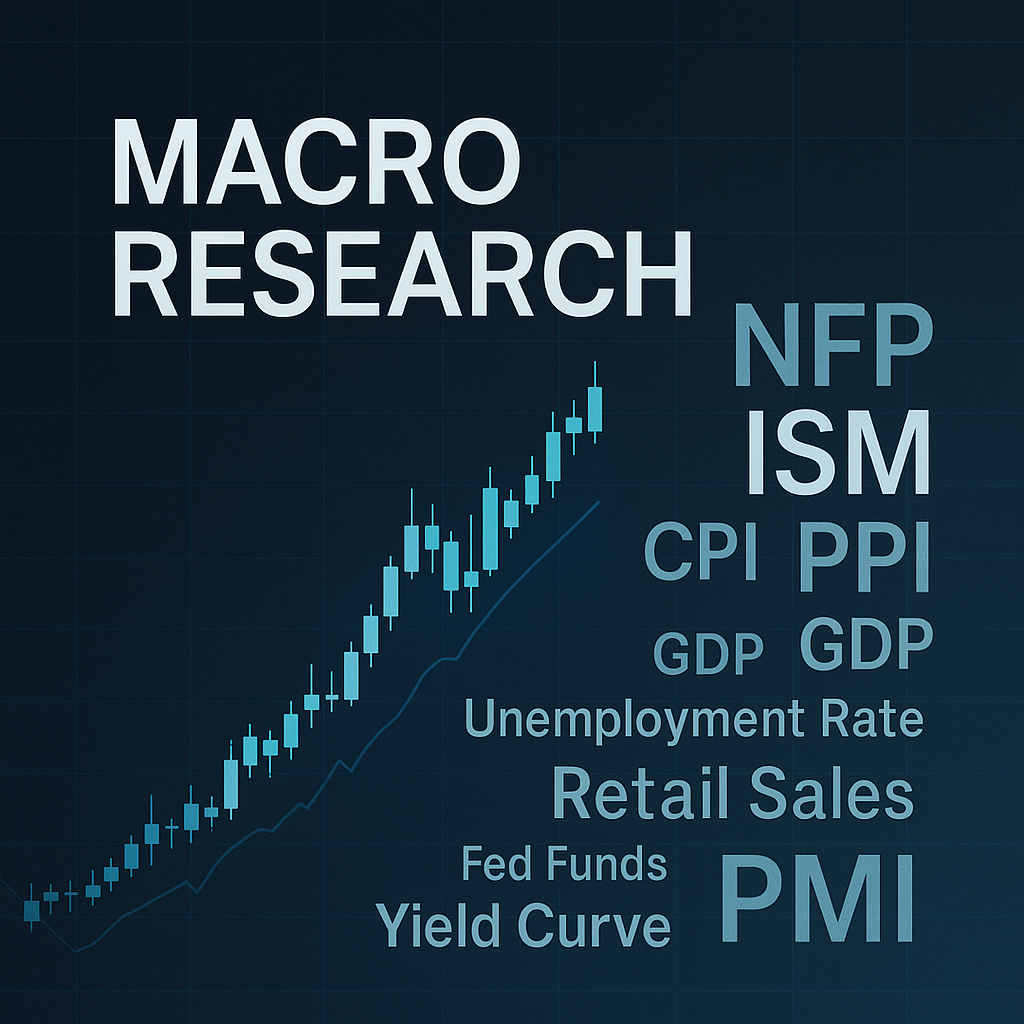 MACRO
RESEARCH
NFP
ISM
CPI PPI
GDP GDP
Unemployment Rate
Retail Sales
Fed Funds
PMI
Yield Curve